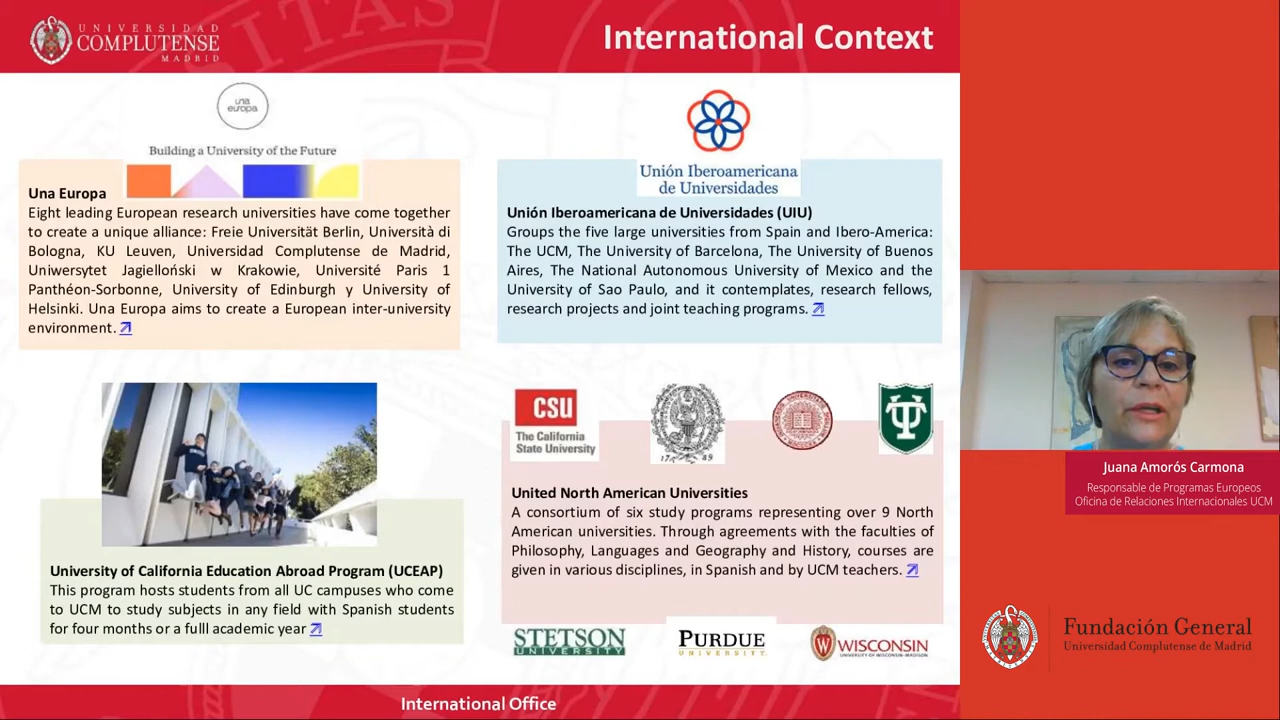 UNIVERSIDAD
COMPLUTENSE
MADRID
International Context
una
europa
Building a University of the Future
Una Europa
Eight leading European research universities have come together
to create a unique alliance: Freie Universität Berlin, Università di
Bologna, KU Leuven, Universidad Complutense de Madrid,
Uniwersytet Jagielloński w Krakowie, Université Paris 1
Panthéon-Sorbonne, University of Edinburgh y University of
Helsinki. Una Europa aims to create a European inter-university
environment.
Unión Iberoamericana
de Universidades
Unión Iberoamericana de Universidades (UIU)
Groups the five large universities from Spain and Ibero-America:
The UCM, The University of Barcelona, The University of Buenos
Aires, The National Autonomous University of Mexico and the
University of Sao Paulo, and it contemplates, research fellows,
research projects and joint teaching programs.
University of California Education Abroad Program (UCEAP)
This program hosts students from all UC campuses who come
to UCM to study subjects in any field with Spanish students
for four months or a fulll academic year
CSU
The California
State University
17 89
United North American Universities
A consortium of six study programs representing over 9 North
American universities. Through agreements with the faculties of
Philosophy, Languages and Geography and History, courses are
given in various disciplines, in Spanish and by UCM teachers.
STETSON
UNIVERSITY
PURDUE
UNIVERSITY
WISCONSIN
UNIVERSITY OF WISCONSIN-MADISON
International Office
Juana Amorós Carmona
Responsable de Programas Europeos
Oficina de Relaciones Internacionales UCM
Fundación General
Universidad Complutense de Madrid